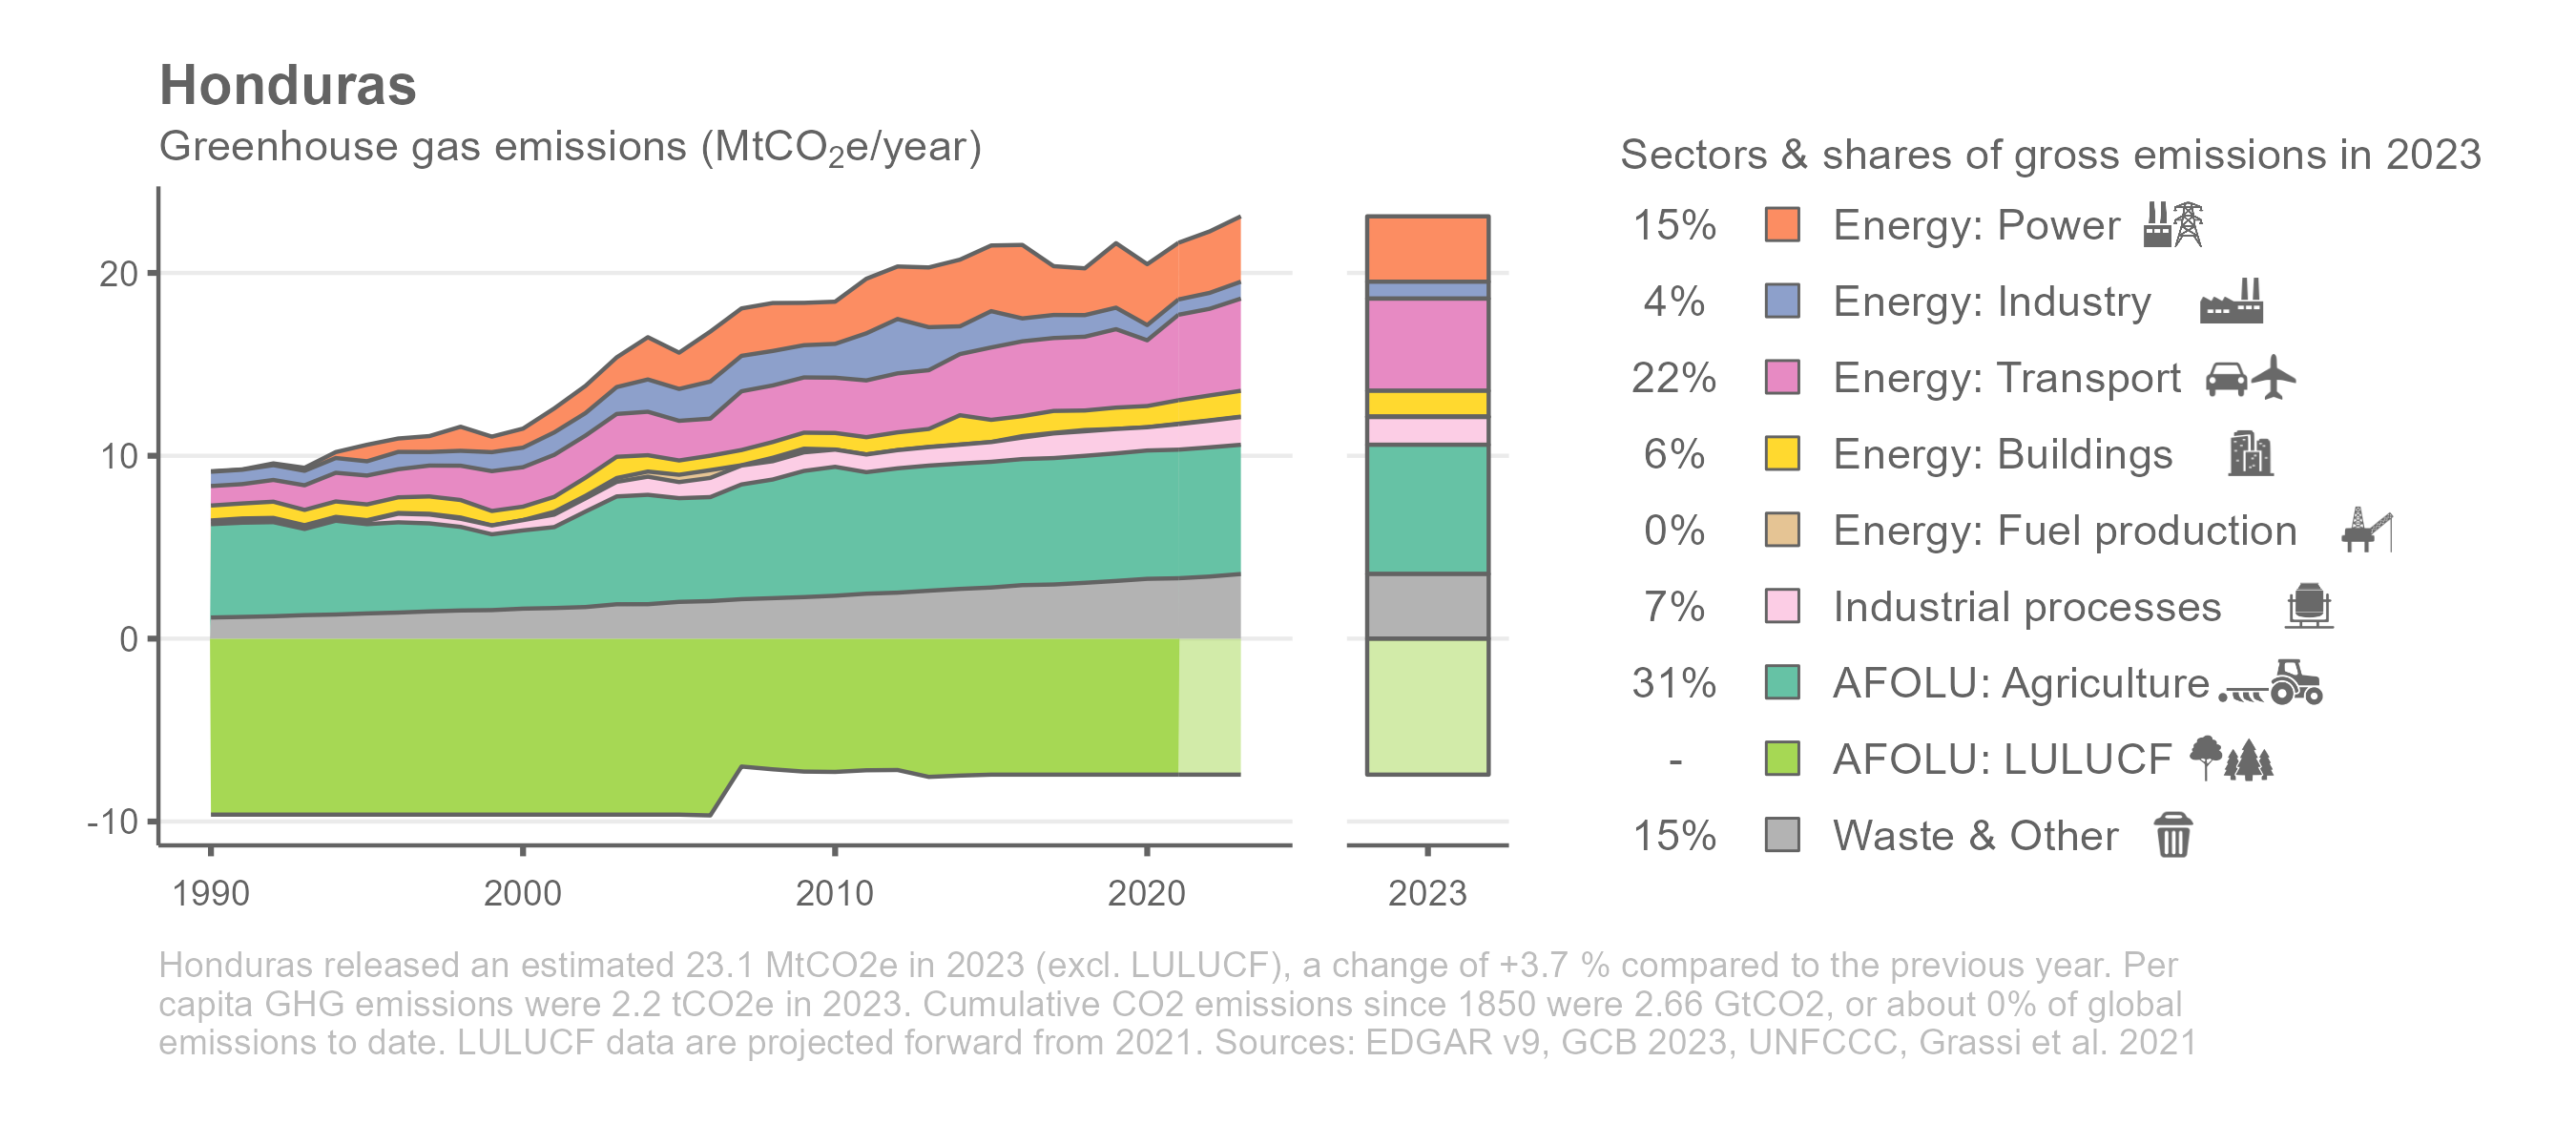 Honduras
Greenhouse gas emissions (MtCO₂e/year)
20
10
0
-10
1990
2000
2010
2020
2023
Sectors & shares of gross emissions in 2023
15% Energy: Power
4% Energy: Industry
22% Energy: Transport
6% Energy: Buildings
0% Energy: Fuel production
7% Industrial processes
31% AFOLU: Agriculture
- AFOLU: LULUCF
15% Waste & Other
Honduras released an estimated 23.1 MtCO2e in 2023 (excl. LULUCF), a change of +3.7 % compared to the previous year. Per
capita GHG emissions were 2.2 tCO2e in 2023. Cumulative CO2 emissions since 1850 were 2.66 GtCO2, or about 0% of global
emissions to date. LULUCF data are projected forward from 2021. Sources: EDGAR v9, GCB 2023, UNFCCC, Grassi et al. 2021